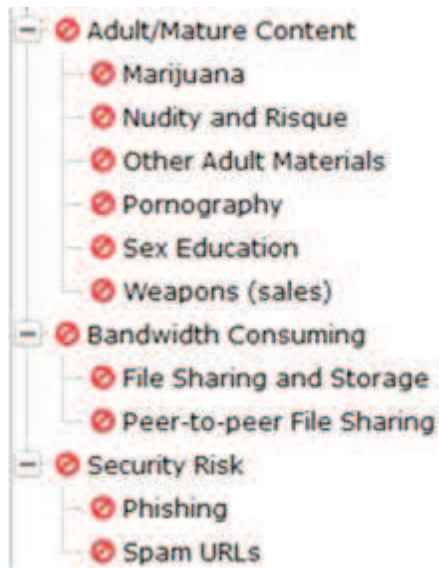 Adult/Mature Content
Marijuana
Nudity and Risque
Other Adult Materials
Pornography
Sex Education
Weapons (sales)
Bandwidth Consuming
File Sharing and Storage
Peer-to-peer File Sharing
Security Risk
Phishing
Spam URLs